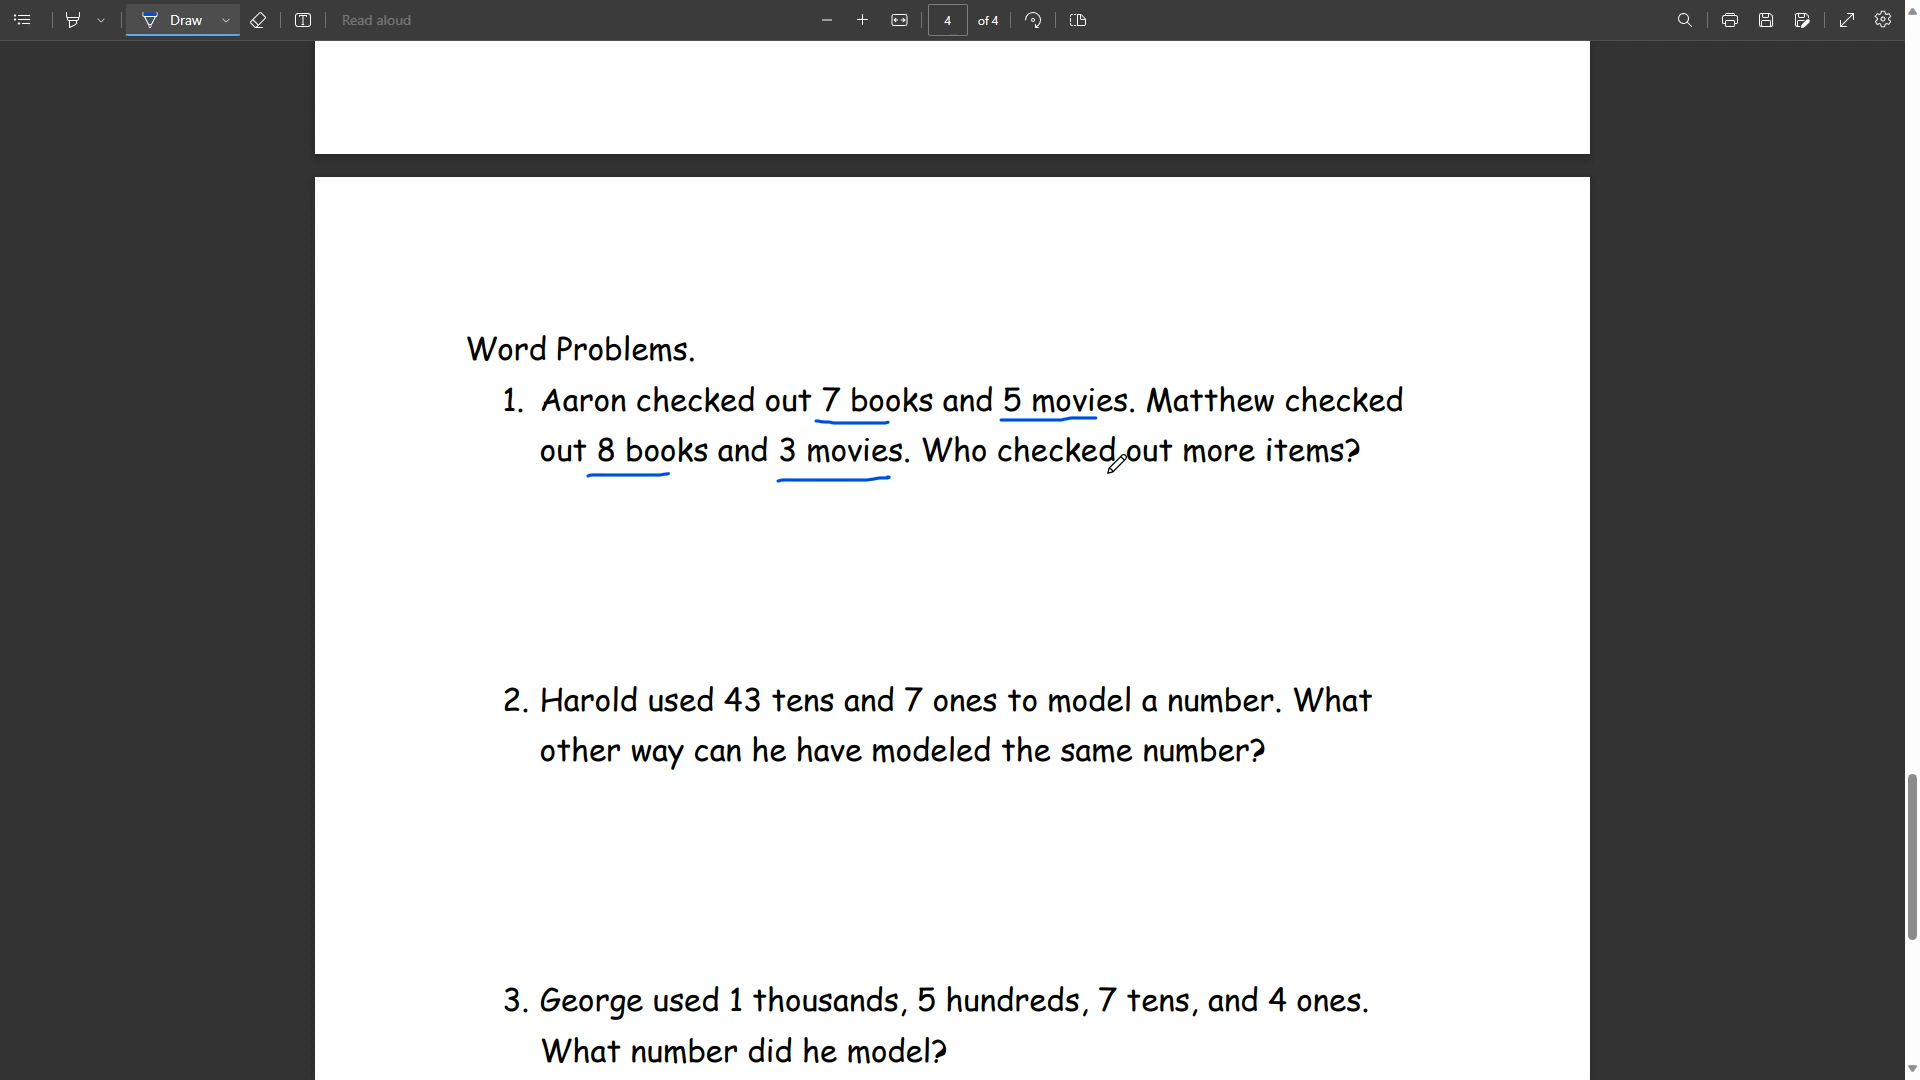 Draw
Read aloud
4 of 4
Word Problems.
1. Aaron checked out 7 books and 5 movies. Matthew checked
out 8 books and 3 movies. Who checked out more items?
2. Harold used 43 tens and 7 ones to model a number. What
other way can he have modeled the same number?
3. George used 1 thousands, 5 hundreds, 7 tens, and 4 ones.
What number did he model?